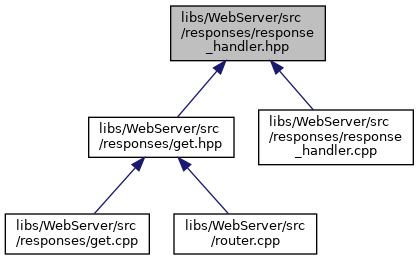 libs/WebServer/src
/responses/response
_handler.hpp
libs/WebServer/src
/responses/get.hpp
libs/WebServer/src
/responses/response
_handler.cpp
libs/WebServer/src
/responses/get.cpp
libs/WebServer/src
/router.cpp